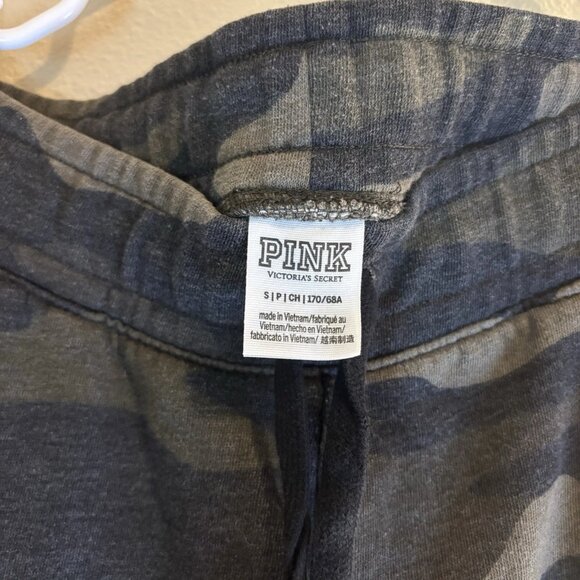 PINK
VICTORIA'S SECRET
S | P | CH | 170/68A
made in Vietnam/fabriqué au
Vietnam/hecho en Vietnam/
fabbricato in Vietnam/ 越南制造